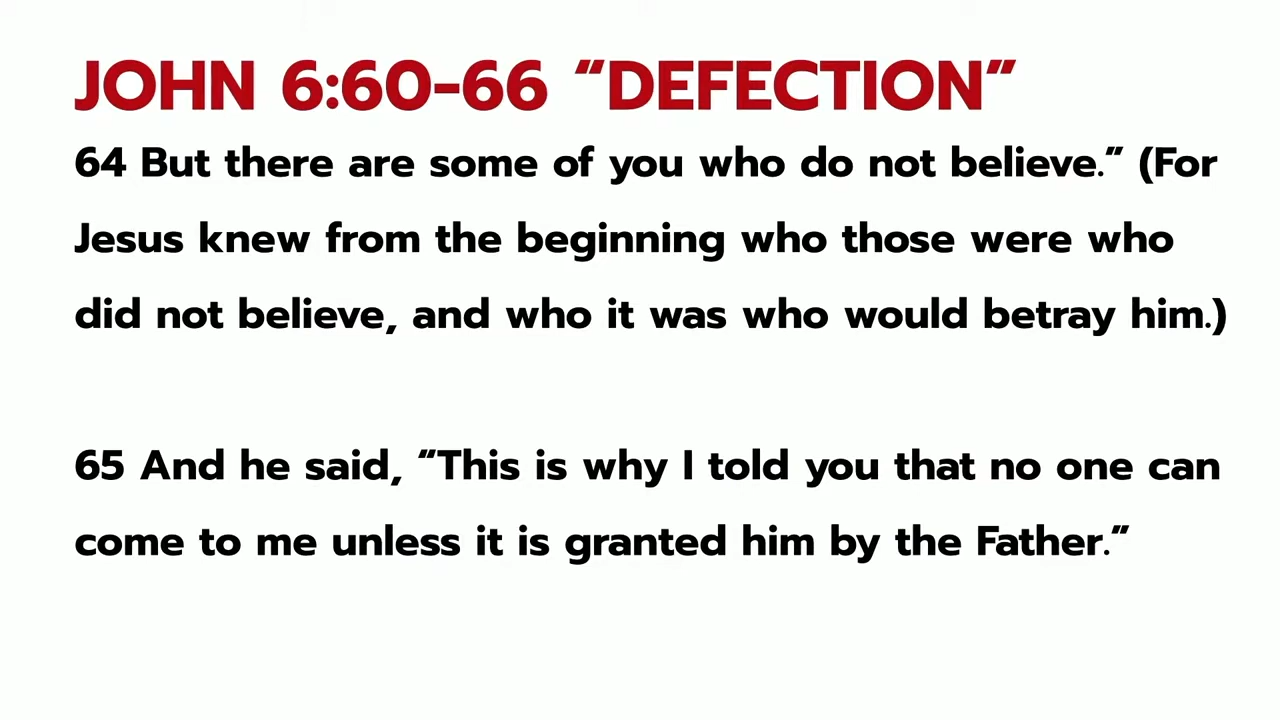 JOHN 6:60-66 “DEFECTION”
64 But there are some of you who do not believe.” (For
Jesus knew from the beginning who those were who
did not believe, and who it was who would betray him.)
65 And he said, “This is why I told you that no one can
come to me unless it is granted him by the Father.”